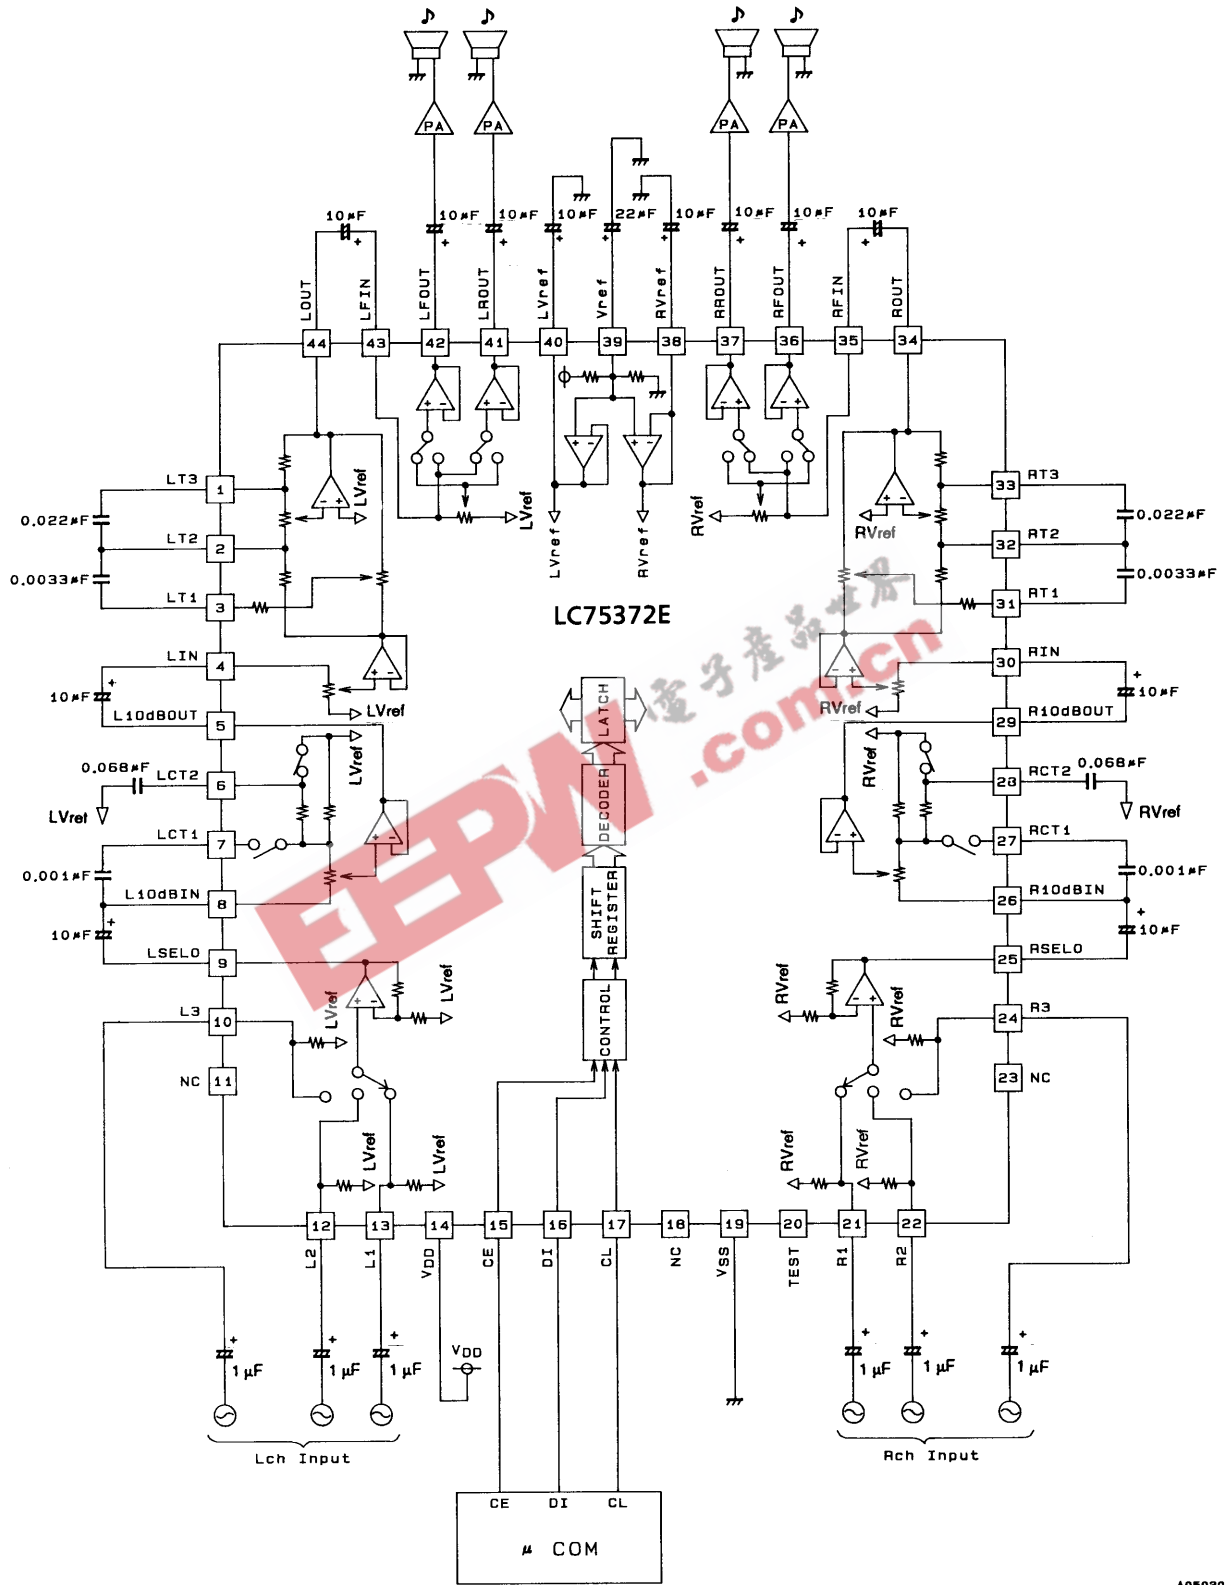 ♪ ♪ ♪ ♪
PA PA PA PA
10μF 10μF 10μF 10μF 22μF 10μF 10μF 10μF 10μF
+ + + + + + + + +
LOUT LFIN LFOUT LROUT LVref Vref RVref RROUT RFOUT RFIN ROUT
44 43 42 41 40 39 38 37 36 35 34
LVref LVref RVref RVref
LVref RVref
LT3 1 33 RT3
0.022μF 0.022μF
LT2 2 32 RT2
0.0033μF 0.0033μF
LT1 3 31 RT1
LC75372E
電子產品世界
EEPW.com.cn
LIN 4 30 RIN
10μF + + 10μF
LVref RVref
L10dBOUT 5 29 R10dBOUT
LATCH
LVref RVref
0.068μF LCT2 6 28 RCT2 0.068μF
LVref RVref
DECODER
LCT1 7 27 RCT1
0.001μF 0.001μF
L10dBIN 8 26 R10dBIN
10μF + + 10μF
SHIFT REGISTER
LSELO 9 25 RSELO
LVref LVref RVref RVref
L3 10 24 R3
CONTROL
NC 11 23 NC
LVref LVref RVref RVref
12 13 14 15 16 17 18 19 20 21 22
L2 L1 VDD CE DI CL NC VSS TEST R1 R2
+ + + + + +
1μF 1μF 1μF VDD 1μF 1μF 1μF
Lch Input Rch Input
CE DI CL
μ COM